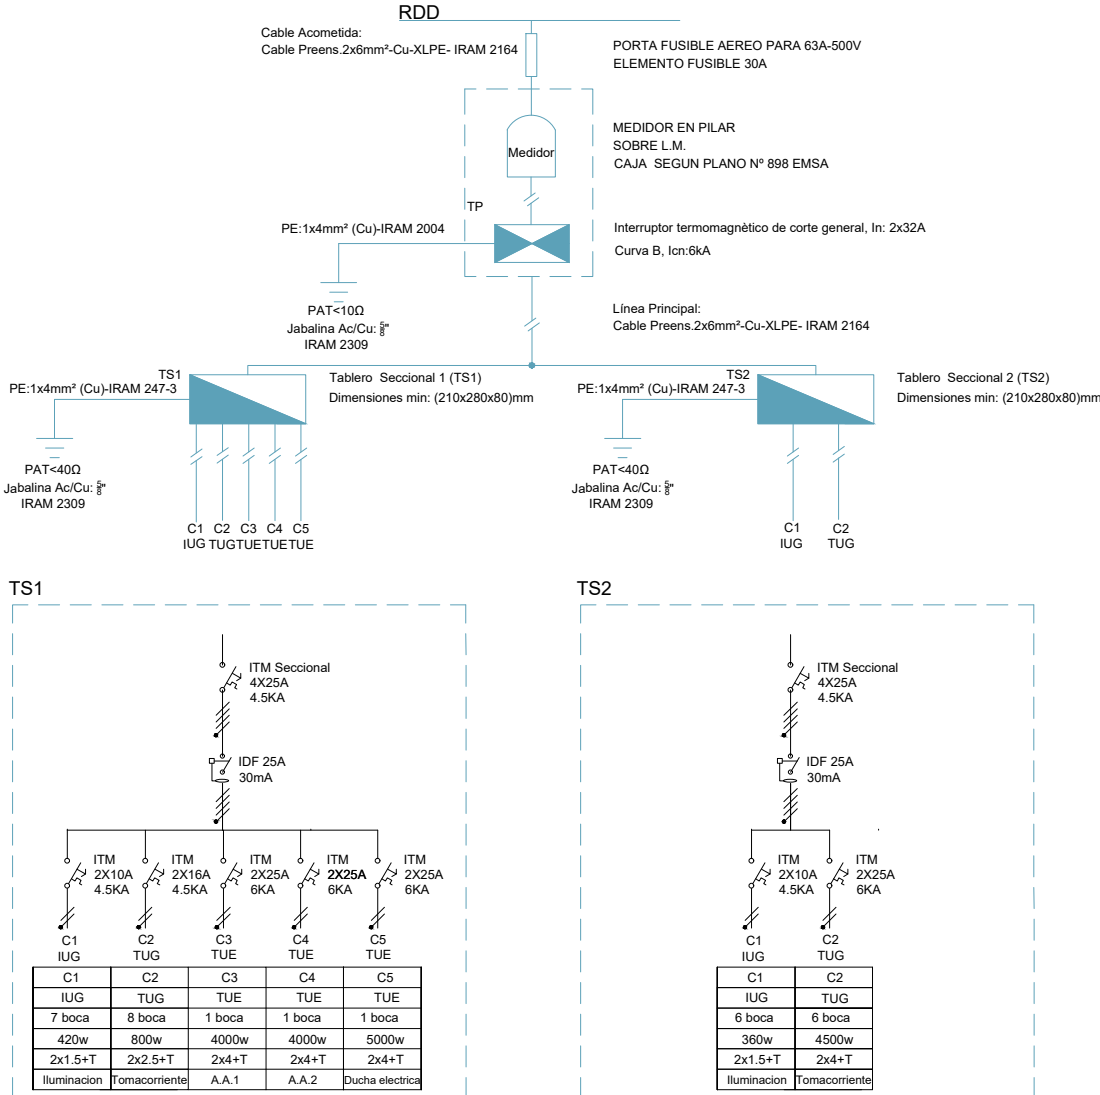 RDD
Cable Acometida:
Cable Preens.2x6mm²-Cu-XLPE- IRAM 2164
PORTA FUSIBLE AEREO PARA 63A-500V
ELEMENTO FUSIBLE 30A
MEDIDOR EN PILAR
SOBRE L.M.
CAJA SEGUN PLANO Nº 898 EMSA
Medidor
TP
PE:1x4mm² (Cu)-IRAM 2004
Interruptor termomagnètico de corte general, In: 2x32A
Curva B, Icn:6kA
PAT<10Ω
Jabalina Ac/Cu: 5/8"
IRAM 2309
Línea Principal:
Cable Preens.2x6mm²-Cu-XLPE- IRAM 2164
TS1
PE:1x4mm² (Cu)-IRAM 247-3
Tablero Seccional 1 (TS1)
Dimensiones min: (210x280x80)mm
TS2
PE:1x4mm² (Cu)-IRAM 247-3
Tablero Seccional 2 (TS2)
Dimensiones min: (210x280x80)mm
PAT<40Ω
Jabalina Ac/Cu: 5/8"
IRAM 2309
PAT<40Ω
Jabalina Ac/Cu: 5/8"
IRAM 2309
C1 C2 C3 C4 C5
IUG TUG TUE TUE TUE
C1 C2
IUG TUG
TS1
ITM Seccional
4X25A
4.5KA
IDF 25A
30mA
ITM ITM ITM ITM ITM
2X10A 2X16A 2X25A 2X25A 2X25A
4.5KA 4.5KA 6KA 6KA 6KA
C1 C2 C3 C4 C5
IUG TUG TUE TUE TUE
C1 C2 C3 C4 C5
IUG TUG TUE TUE TUE
7 boca 8 boca 1 boca 1 boca 1 boca
420w 800w 4000w 4000w 5000w
2x1.5+T 2x2.5+T 2x4+T 2x4+T 2x4+T
Iluminacion Tomacorriente A.A.1 A.A.2 Ducha electrica
TS2
ITM Seccional
4X25A
4.5KA
IDF 25A
30mA
ITM ITM
2X10A 2X25A
4.5KA 6KA
C1 C2
IUG TUG
C1 C2
IUG TUG
6 boca 6 boca
360w 4500w
2x1.5+T 2x4+T
Iluminacion Tomacorriente